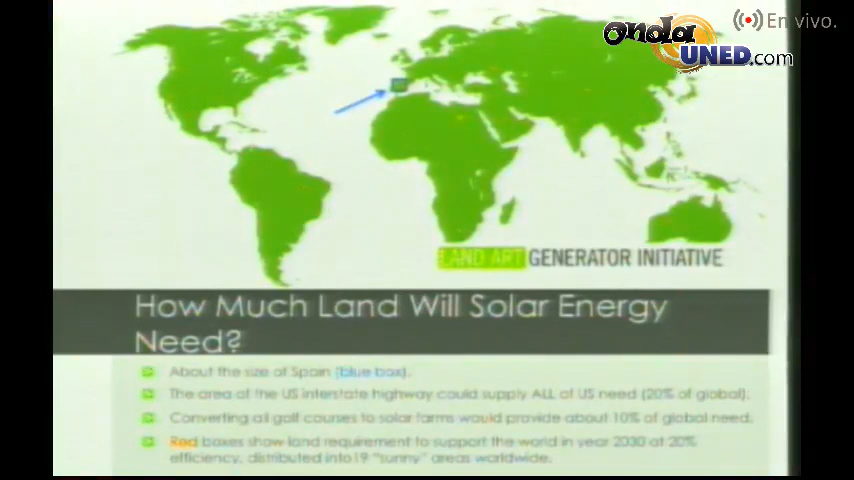 onda
UNED.com
En vivo.
LAND ART GENERATOR INITIATIVE
How Much Land Will Solar Energy
Need?
About the size of Spain (blue box).
The area of the US interstate highway could supply ALL of US need (20% of global).
Converting all golf courses to solar farms would provide about 10% of global need.
Red boxes show land requirement to support the world in year 2030 at 20%
efficiency, distributed into19 "sunny" areas worldwide.